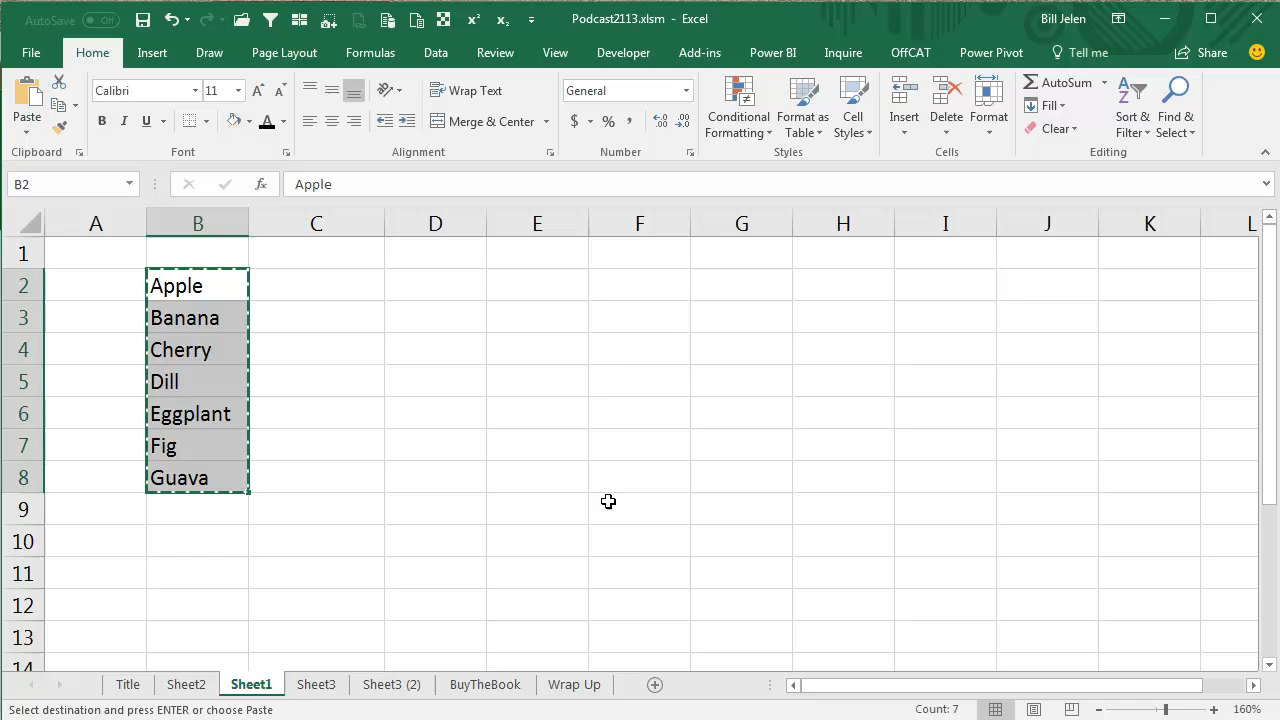 AutoSave Off Podcast2113.xlsm - Excel Bill Jelen
File Home Insert Draw Page Layout Formulas Data Review View Developer Add-ins Power BI Inquire OffCAT Power Pivot Tell me Share
Paste Calibri 11 Wrap Text General Conditional Formatting Format as Table Cell Styles Insert Delete Format AutoSum Sort & Filter Find & Select
B I U A Merge & Center $ % , Fill
Clear
Clipboard Font Alignment Number Styles Cells Editing
B2 fx Apple
A B C D E F G H I J K L
1
2 Apple
3 Banana
4 Cherry
5 Dill
6 Eggplant
7 Fig
8 Guava
9
10
11
12
13
14
Title Sheet2 Sheet1 Sheet3 Sheet3 (2) BuyTheBook Wrap Up
Select destination and press ENTER or choose Paste Count: 7 160%